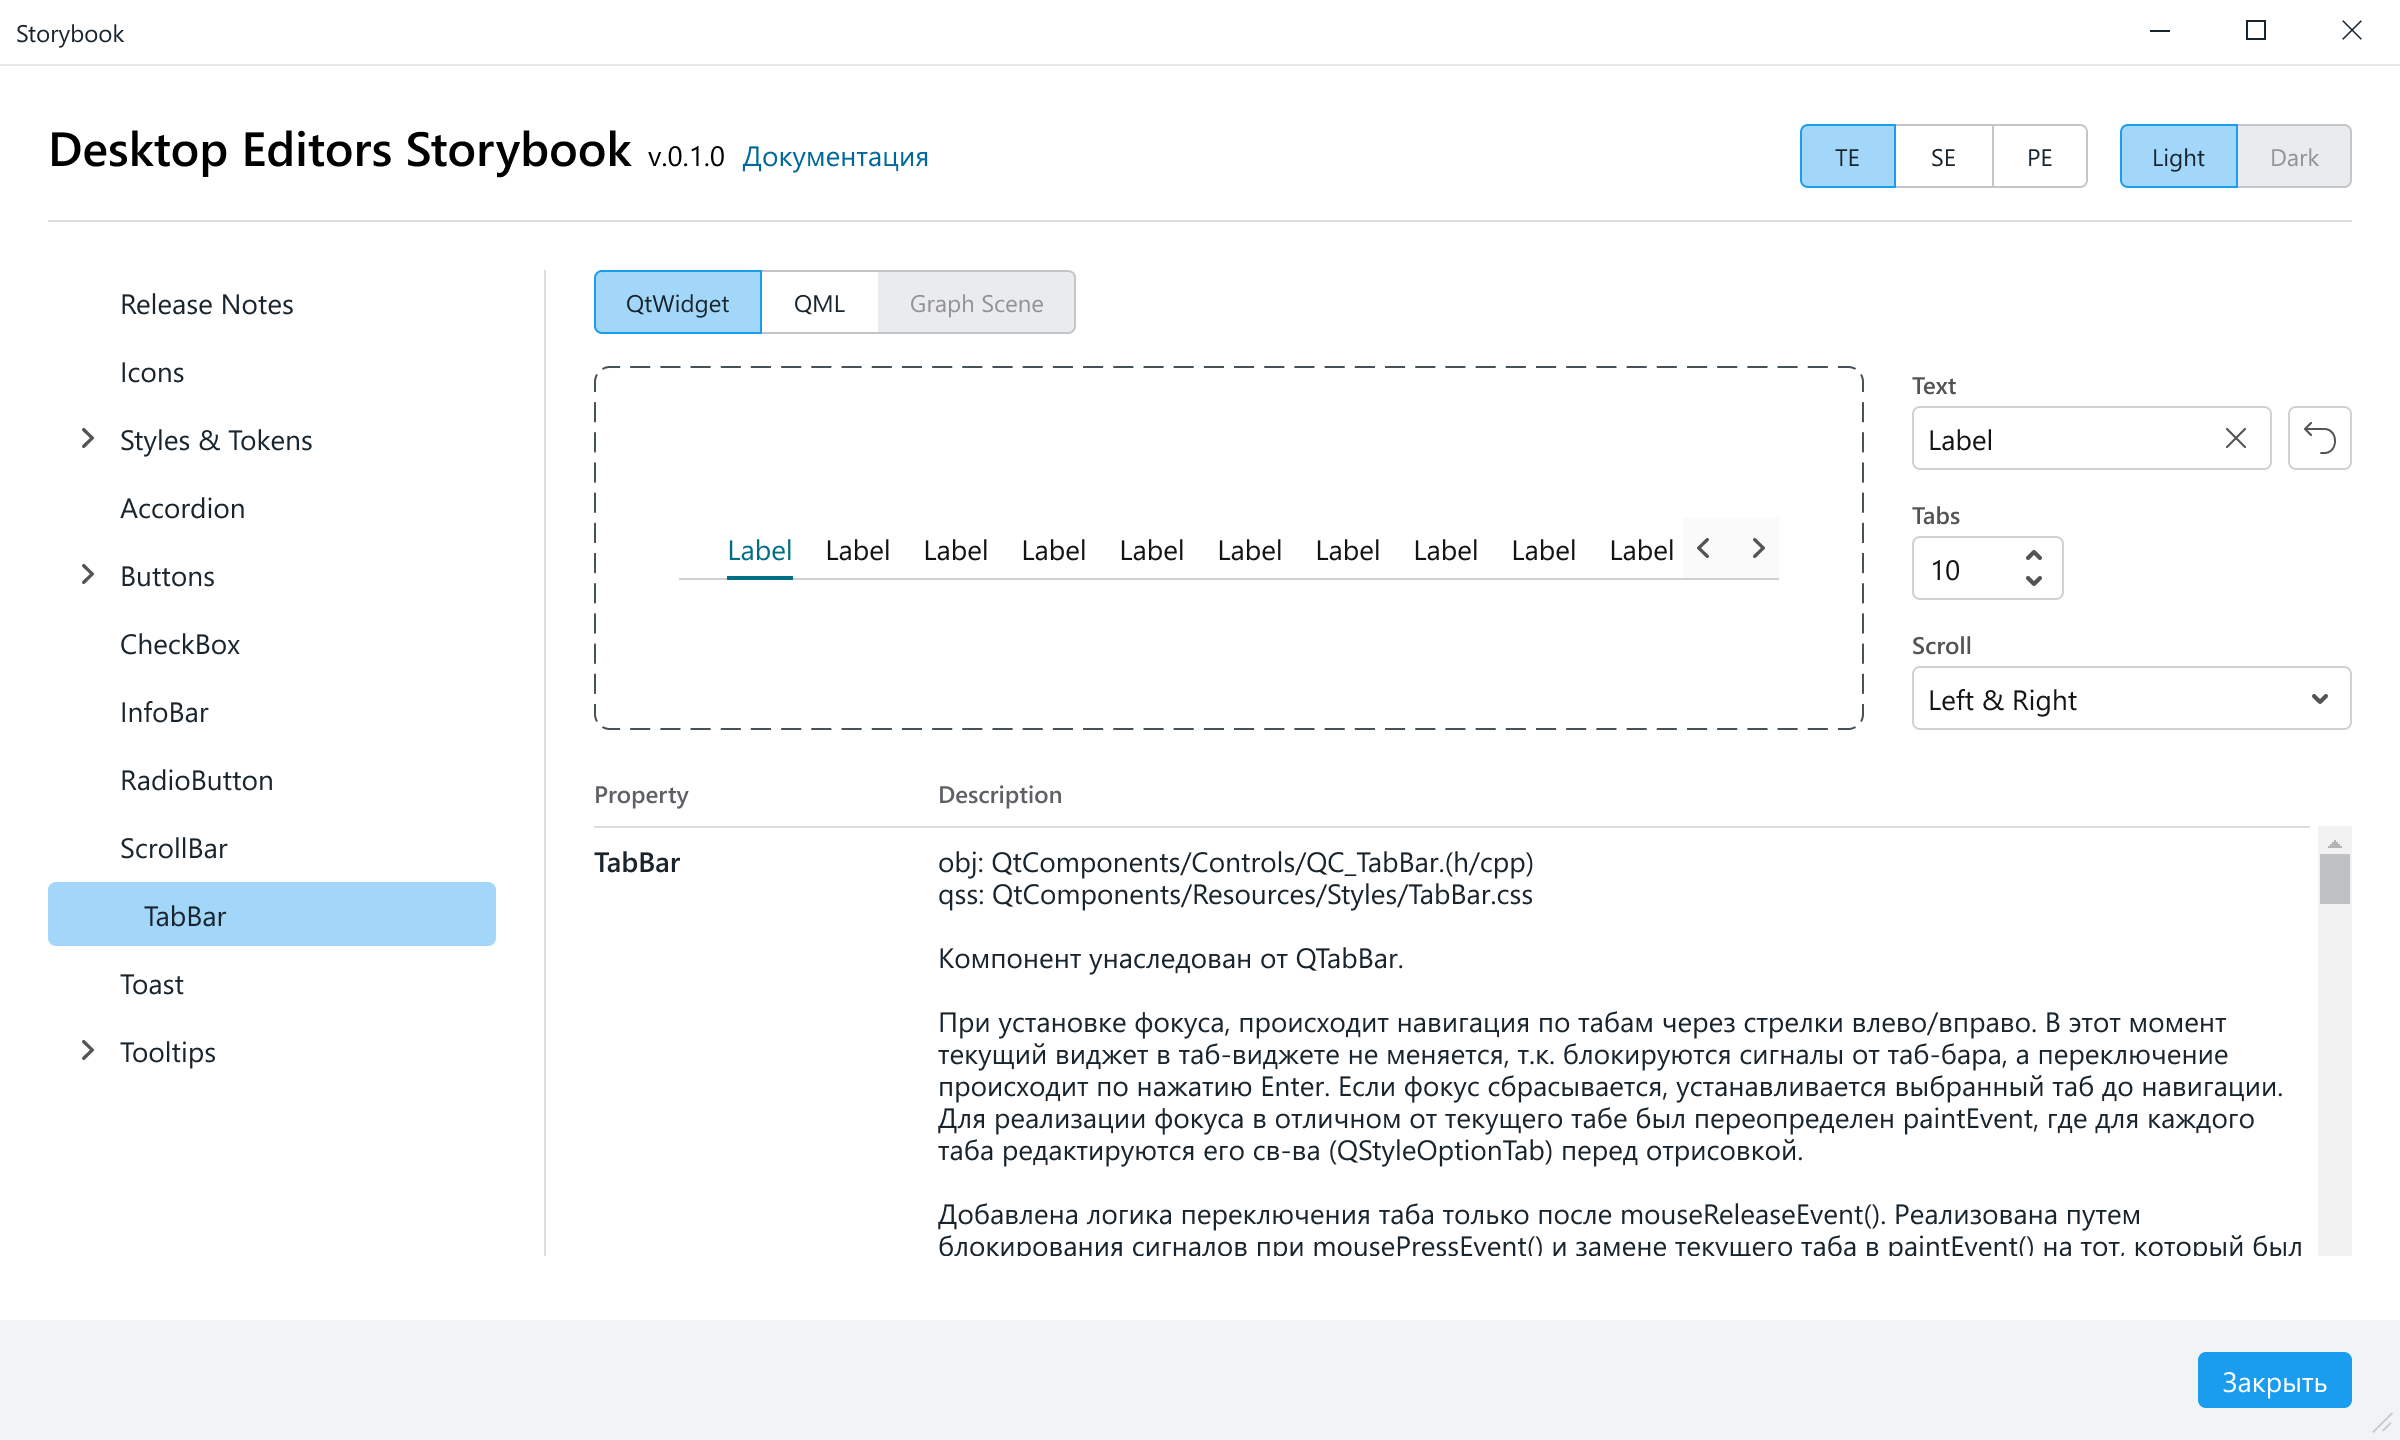 Storybook
Desktop Editors Storybook v.0.1.0 Документация
TE SE PE Light Dark
Release Notes
Icons
Styles & Tokens
Accordion
Buttons
CheckBox
InfoBar
RadioButton
ScrollBar
TabBar
Toast
Tooltips
QtWidget QML Graph Scene
Label Label Label Label Label Label Label Label Label Label
Text
Label
Tabs
10
Scroll
Left & Right
Property Description
TabBar
obj: QtComponents/Controls/QC_TabBar.(h/cpp)
qss: QtComponents/Resources/Styles/TabBar.css
Компонент унаследован от QTabBar.
При установке фокуса, происходит навигация по табам через стрелки влево/вправо. В этот момент
текущий виджет в таб-виджете не меняется, т.к. блокируются сигналы от таб-бара, а переключение
происходит по нажатию Enter. Если фокус сбрасывается, устанавливается выбранный таб до навигации.
Для реализации фокуса в отличном от текущего табе был переопределен paintEvent, где для каждого
таба редактируются его св-ва (QStyleOptionTab) перед отрисовкой.
Добавлена логика переключения таба только после mouseReleaseEvent(). Реализована путем
блокирования сигналов при mousePressEvent() и замене текущего таба в paintEvent() на тот, который был
Закрыть